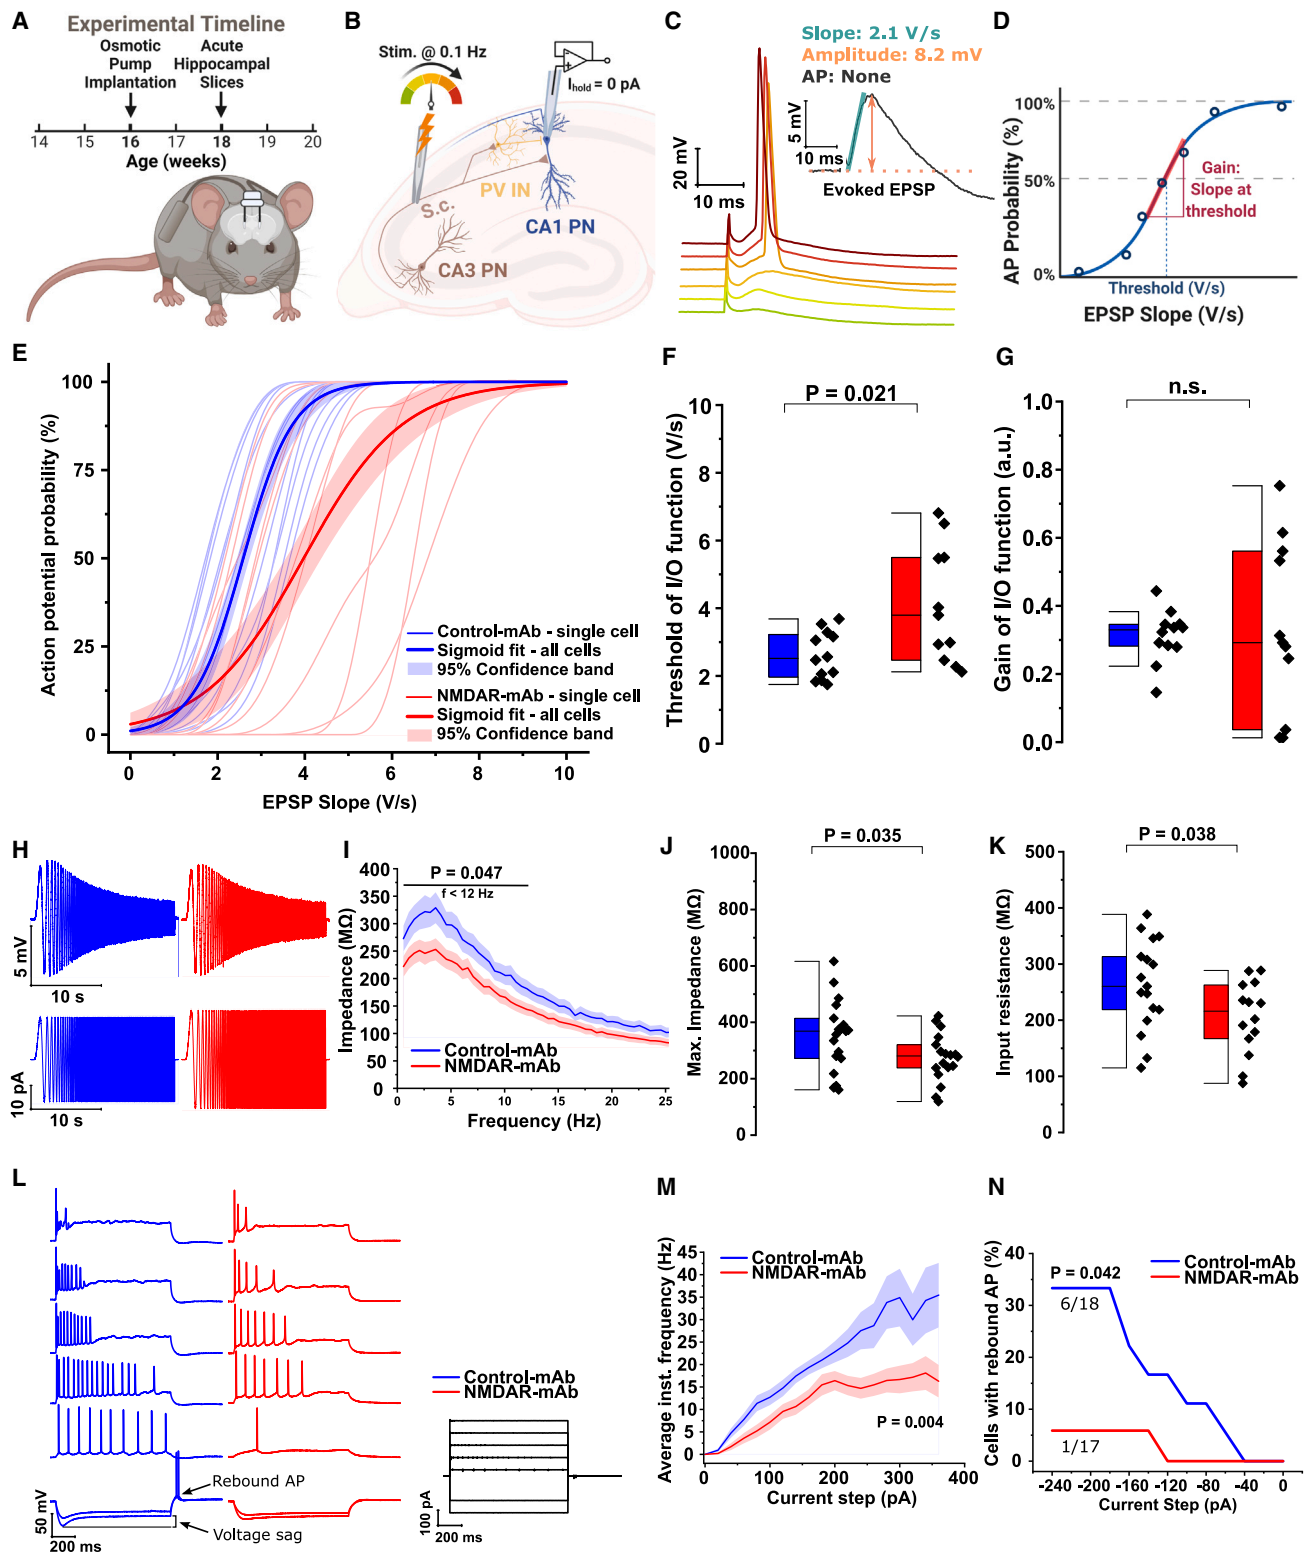 A
Experimental Timeline
Osmotic
Pump
Implantation
Acute
Hippocampal
Slices
14 15 16 17 18 19 20
Age (weeks)
B
Stim. @ 0.1 Hz
Ihold = 0 pA
PV IN
S.c.
CA1 PN
CA3 PN
C
Slope: 2.1 V/s
Amplitude: 8.2 mV
AP: None
5 mV
10 ms
Evoked EPSP
20 mV
10 ms
D
AP Probability (%)
100%
50%
0%
Gain:
Slope at
threshold
Threshold (V/s)
EPSP Slope (V/s)
E
Action potential probability (%)
100
75
50
25
0
Control-mAb - single cell
Sigmoid fit - all cells
95% Confidence band
NMDAR-mAb - single cell
Sigmoid fit - all cells
95% Confidence band
0 2 4 6 8 10
EPSP Slope (V/s)
F
P = 0.021
Threshold of I/O function (V/s)
10
8
6
4
2
0
G
n.s.
Gain of I/O function (a.u.)
1.0
0.8
0.6
0.4
0.2
0.0
H
5 mV
10 s
10 pA
10 s
I
P = 0.047
f < 12 Hz
Impedance (MΩ)
400
350
300
250
200
150
100
50
0
Control-mAb
NMDAR-mAb
0 5 10 15 20 25
Frequency (Hz)
J
P = 0.035
Max. Impedance (MΩ)
1000
800
600
400
200
0
K
P = 0.038
Input resistance (MΩ)
500
400
300
200
100
0
L
Rebound AP
Voltage sag
50 mV
200 ms
Control-mAb
NMDAR-mAb
100 pA
200 ms
M
Average inst. frequency (Hz)
45
40
35
30
25
20
15
10
5
0
Control-mAb
NMDAR-mAb
P = 0.004
0 100 200 300 400
Current step (pA)
N
Cells with rebound AP (%)
40
30
20
10
0
Control-mAb
NMDAR-mAb
P = 0.042
6/18
1/17
-240 -200 -160 -120 -80 -40 0
Current Step (pA)